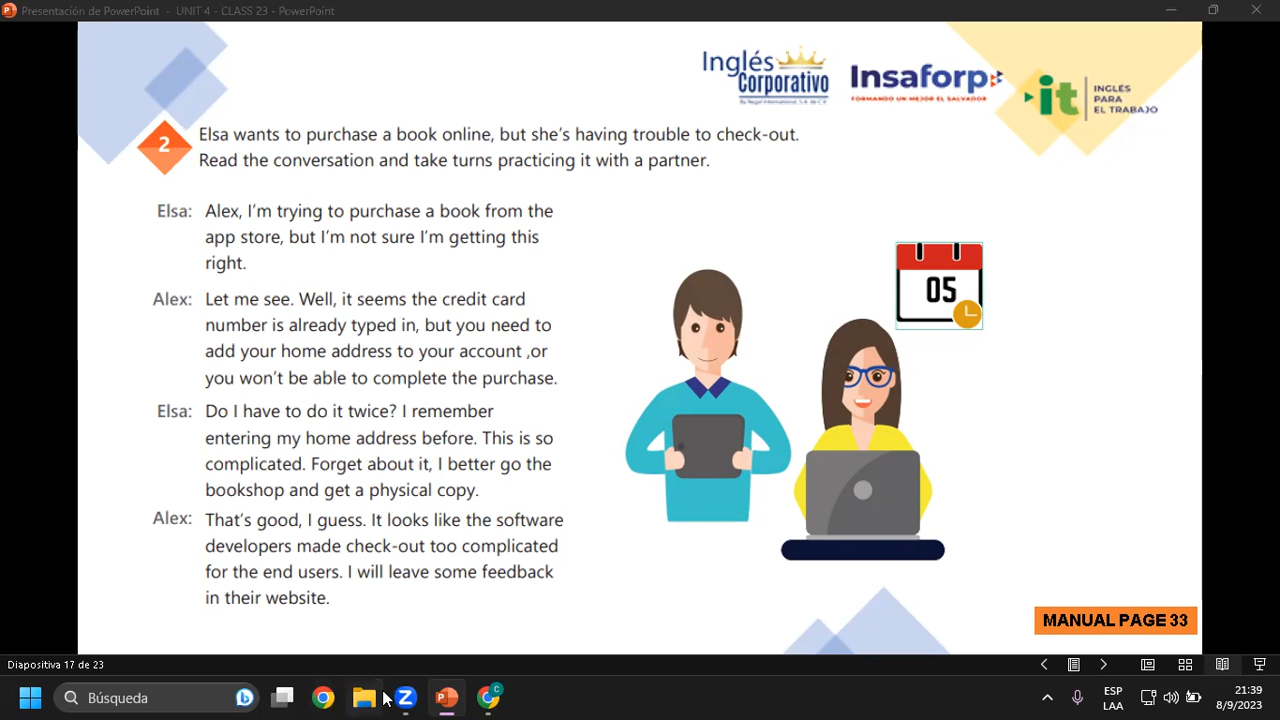 Presentación de PowerPoint - UNIT 4 - CLASS 23 - PowerPoint
Inglés
Corporativo
By Regal International, S.A. de C.V.
Insaforp
FORMANDO UN MEJOR EL SALVADOR
it
INGLÉS
PARA
EL TRABAJO
2
Elsa wants to purchase a book online, but she's having trouble to check-out.
Read the conversation and take turns practicing it with a partner.
Elsa: Alex, I'm trying to purchase a book from the
app store, but I'm not sure I'm getting this
right.
Alex: Let me see. Well, it seems the credit card
number is already typed in, but you need to
add your home address to your account ,or
you won't be able to complete the purchase.
Elsa: Do I have to do it twice? I remember
entering my home address before. This is so
complicated. Forget about it, I better go the
bookshop and get a physical copy.
Alex: That's good, I guess. It looks like the software
developers made check-out too complicated
for the end users. I will leave some feedback
in their website.
05
MANUAL PAGE 33
Diapositiva 17 de 23
Búsqueda
C
ESP
LAA
21:39
8/9/2023